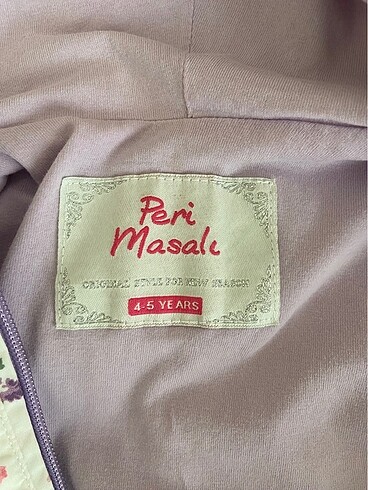 Peri
Masalı
ORIGINAL STYLE FOR NEW SEASON
4-5 YEARS